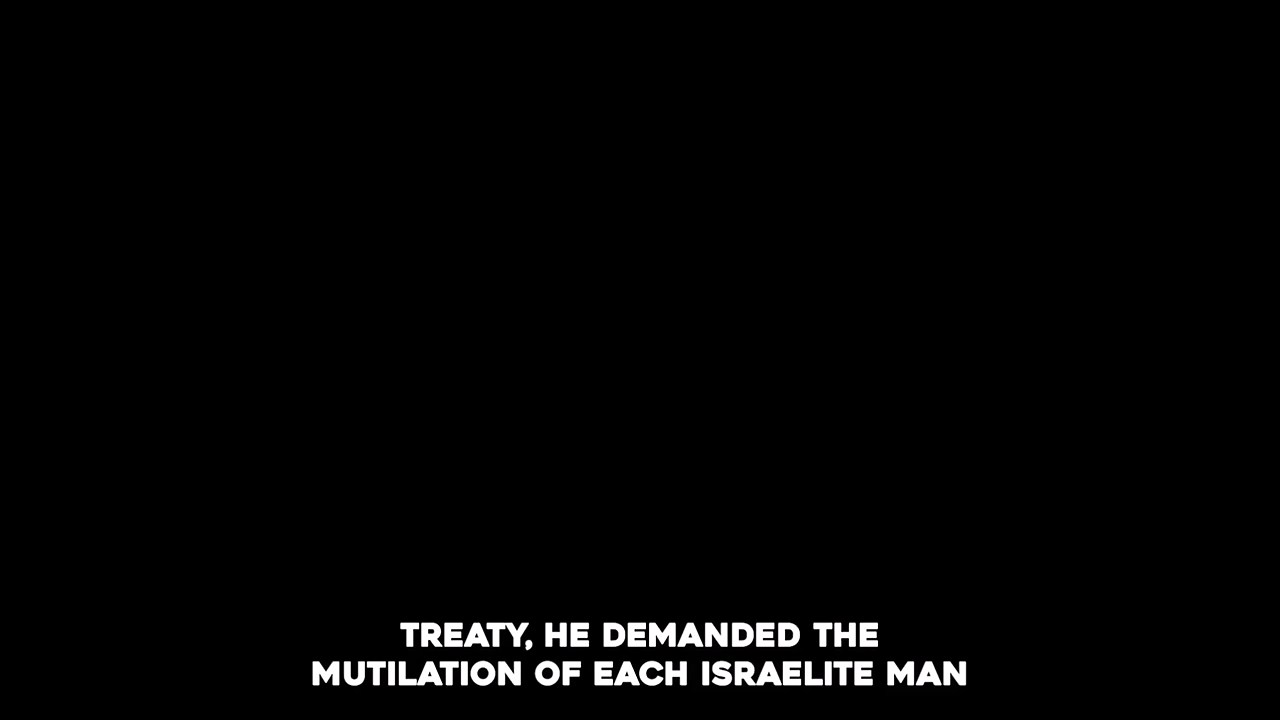 TREATY, HE DEMANDED THE
MUTILATION OF EACH ISRAELITE MAN